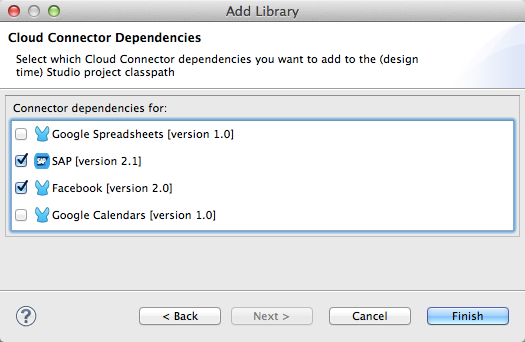 Add Library
Cloud Connector Dependencies
Select which Cloud Connector dependencies you want to add to the (design
time) Studio project classpath
Connector dependencies for:
Google Spreadsheets [version 1.0]
SAP SAP [version 2.1]
Facebook [version 2.0]
Google Calendars [version 1.0]
? < Back Next > Cancel Finish